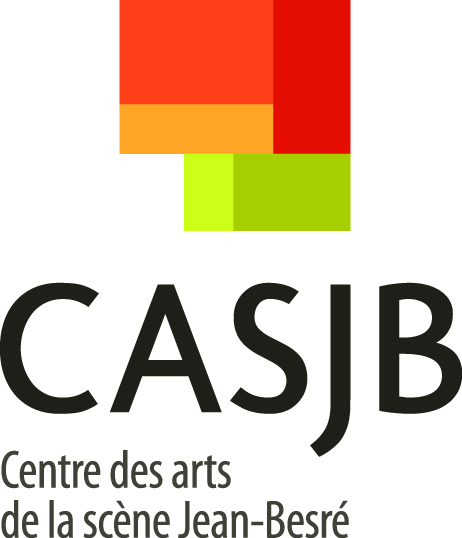 CASJB
Centre des arts
de la scène Jean-Besré